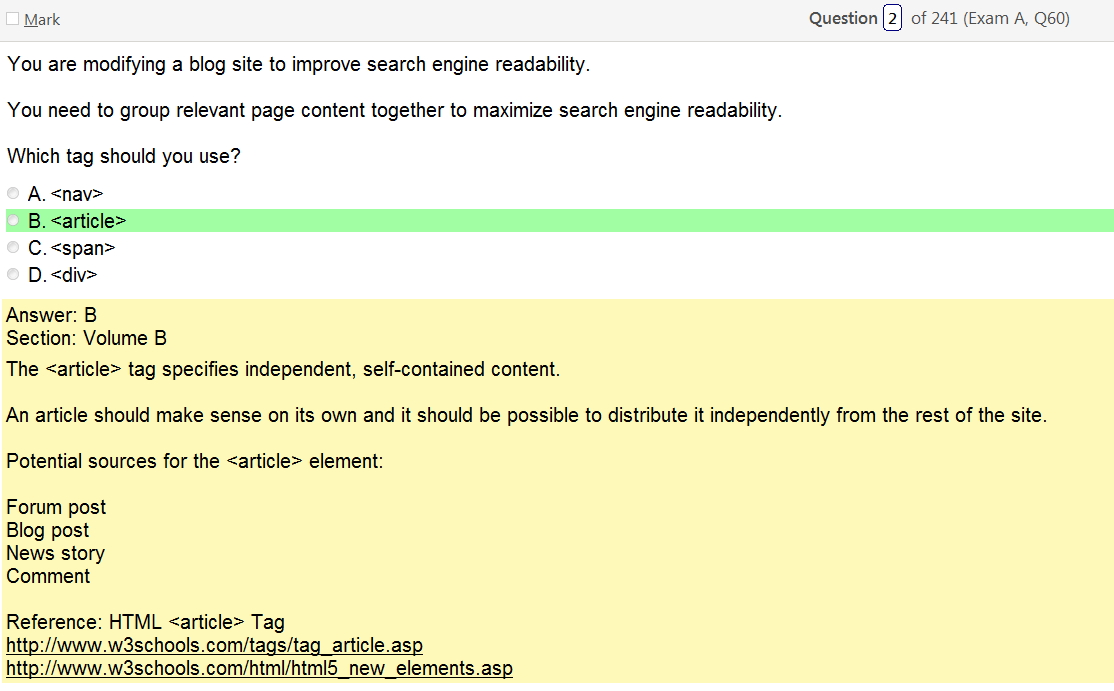 Mark
Question 2 of 241 (Exam A, Q60)
You are modifying a blog site to improve search engine readability.
You need to group relevant page content together to maximize search engine readability.
Which tag should you use?
A. <nav>
B. <article>
C. <span>
D. <div>
Answer: B
Section: Volume B
The <article> tag specifies independent, self-contained content.
An article should make sense on its own and it should be possible to distribute it independently from the rest of the site.
Potential sources for the <article> element:
Forum post
Blog post
News story
Comment
Reference: HTML <article> Tag
http://www.w3schools.com/tags/tag_article.asp
http://www.w3schools.com/html/html5_new_elements.asp